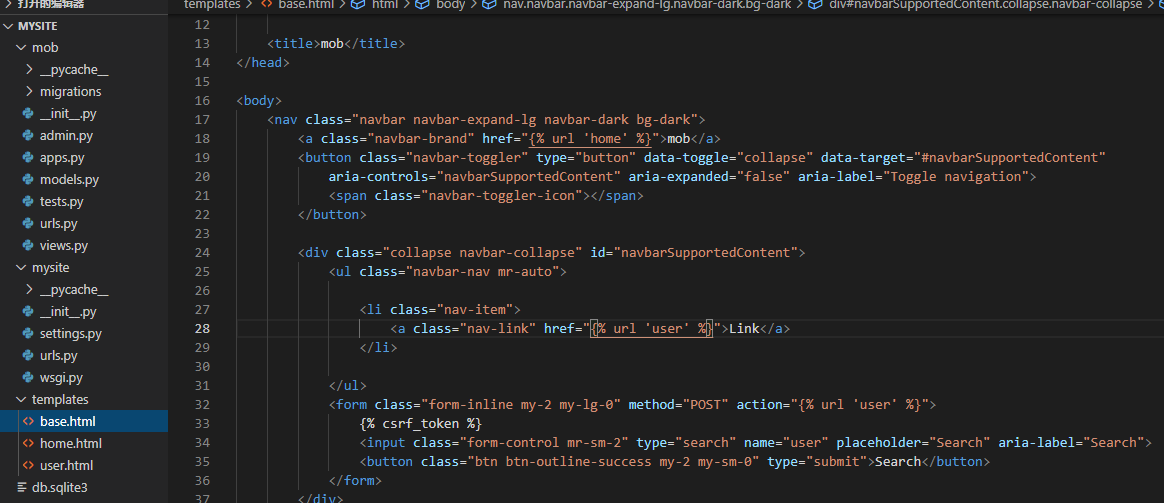 打开的编辑器
templates > base.html > html > body > nav.navbar.navbar-expand-lg.navbar-dark.bg-dark > div#navbarSupportedContent.collapse.navbar-collapse >
MYSITE
mob
__pycache__
migrations
__init__.py
admin.py
apps.py
models.py
tests.py
urls.py
views.py
mysite
__pycache__
__init__.py
settings.py
urls.py
wsgi.py
templates
base.html
home.html
user.html
db.sqlite3
12
13 <title>mob</title>
14 </head>
15
16 <body>
17 <nav class="navbar navbar-expand-lg navbar-dark bg-dark">
18 <a class="navbar-brand" href="{% url 'home' %}">mob</a>
19 <button class="navbar-toggler" type="button" data-toggle="collapse" data-target="#navbarSupportedContent"
20 aria-controls="navbarSupportedContent" aria-expanded="false" aria-label="Toggle navigation">
21 <span class="navbar-toggler-icon"></span>
22 </button>
23
24 <div class="collapse navbar-collapse" id="navbarSupportedContent">
25 <ul class="navbar-nav mr-auto">
26
27 <li class="nav-item">
28 <a class="nav-link" href="{% url 'user' %}">Link</a>
29 </li>
30
31 </ul>
32 <form class="form-inline my-2 my-lg-0" method="POST" action="{% url 'user' %}">
33 {% csrf_token %}
34 <input class="form-control mr-sm-2" type="search" name="user" placeholder="Search" aria-label="Search">
35 <button class="btn btn-outline-success my-2 my-sm-0" type="submit">Search</button>
36 </form>
37 </div>